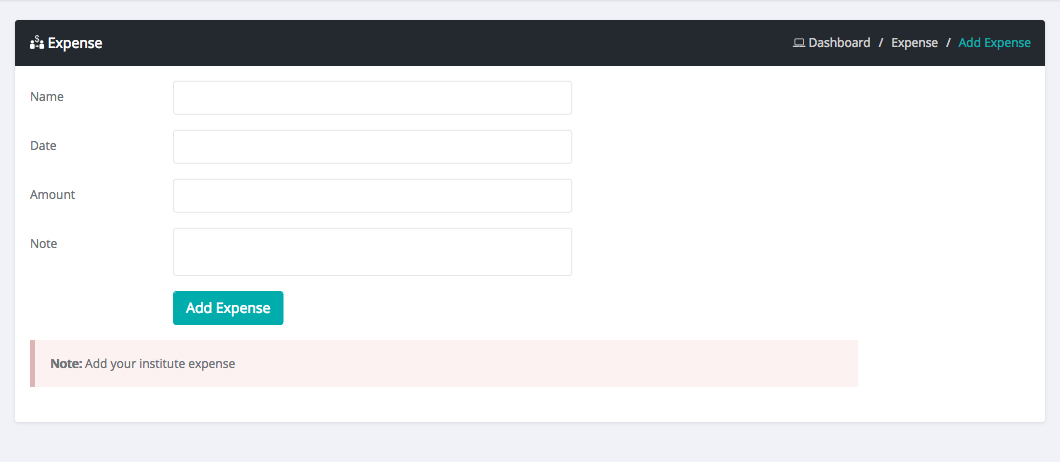 Expense
Dashboard / Expense / Add Expense
Name
Date
Amount
Note
Add Expense
Note: Add your institute expense